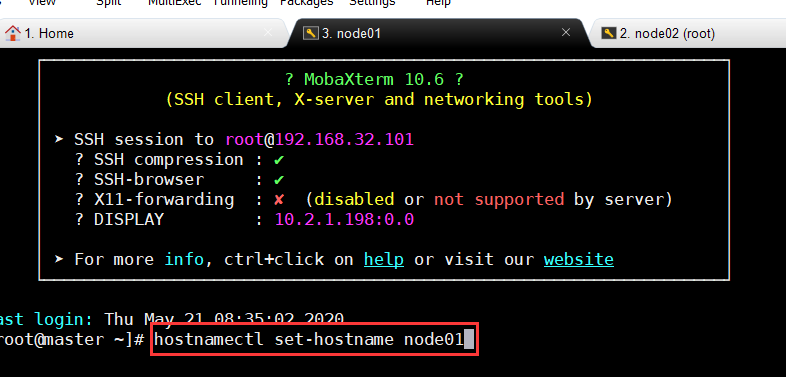 View Split MultiExec Tunneling Packages Settings Help
1. Home 3. node01 2. node02 (root)
? MobaXterm 10.6 ?
(SSH client, X-server and networking tools)
➤ SSH session to root@192.168.32.101
? SSH compression : ✔
? SSH-browser : ✔
? X11-forwarding : ✘ (disabled or not supported by server)
? DISPLAY : 10.2.1.198:0.0
➤ For more info, ctrl+click on help or visit our website
ast login: Thu May 21 08:35:02 2020
root@master ~]# hostnamectl set-hostname node01